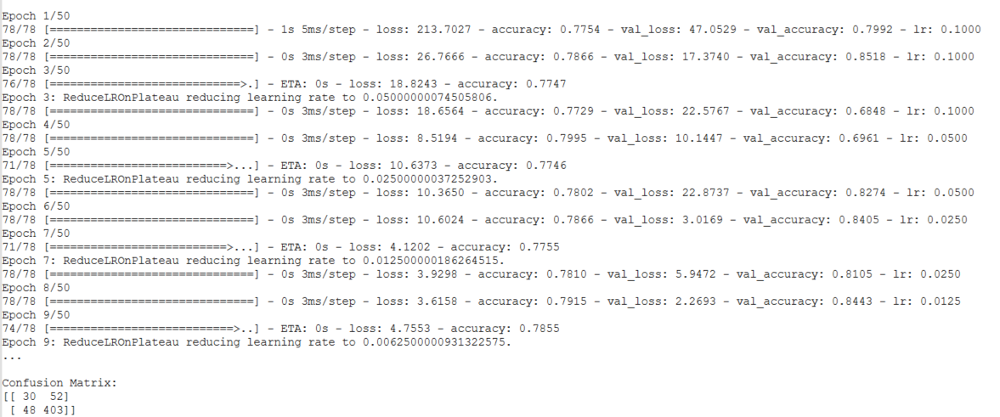 Epoch 1/50
78/78 [==============================] - 1s 5ms/step - loss: 213.7027 - accuracy: 0.7754 - val_loss: 47.0529 - val_accuracy: 0.7992 - lr: 0.1000
Epoch 2/50
78/78 [==============================] - 0s 3ms/step - loss: 26.7666 - accuracy: 0.7866 - val_loss: 17.3740 - val_accuracy: 0.8518 - lr: 0.1000
Epoch 3/50
76/78 [============================>.] - ETA: 0s - loss: 18.8243 - accuracy: 0.7747
Epoch 3: ReduceLROnPlateau reducing learning rate to 0.05000000074505806.
78/78 [==============================] - 0s 3ms/step - loss: 18.6564 - accuracy: 0.7729 - val_loss: 22.5767 - val_accuracy: 0.6848 - lr: 0.1000
Epoch 4/50
78/78 [==============================] - 0s 3ms/step - loss: 8.5194 - accuracy: 0.7995 - val_loss: 10.1447 - val_accuracy: 0.6961 - lr: 0.0500
Epoch 5/50
71/78 [==========================>...] - ETA: 0s - loss: 10.6373 - accuracy: 0.7746
Epoch 5: ReduceLROnPlateau reducing learning rate to 0.02500000037252903.
78/78 [==============================] - 0s 3ms/step - loss: 10.3650 - accuracy: 0.7802 - val_loss: 22.8737 - val_accuracy: 0.8274 - lr: 0.0500
Epoch 6/50
78/78 [==============================] - 0s 3ms/step - loss: 10.6024 - accuracy: 0.7866 - val_loss: 3.0169 - val_accuracy: 0.8405 - lr: 0.0250
Epoch 7/50
71/78 [==========================>...] - ETA: 0s - loss: 4.1202 - accuracy: 0.7755
Epoch 7: ReduceLROnPlateau reducing learning rate to 0.012500000186264515.
78/78 [==============================] - 0s 3ms/step - loss: 3.9298 - accuracy: 0.7810 - val_loss: 5.9472 - val_accuracy: 0.8105 - lr: 0.0250
Epoch 8/50
78/78 [==============================] - 0s 3ms/step - loss: 3.6158 - accuracy: 0.7915 - val_loss: 2.2693 - val_accuracy: 0.8443 - lr: 0.0125
Epoch 9/50
74/78 [===========================>..] - ETA: 0s - loss: 4.7553 - accuracy: 0.7855
Epoch 9: ReduceLROnPlateau reducing learning rate to 0.0062500000931322575.
...
Confusion Matrix:
[[ 30  52]
 [ 48 403]]